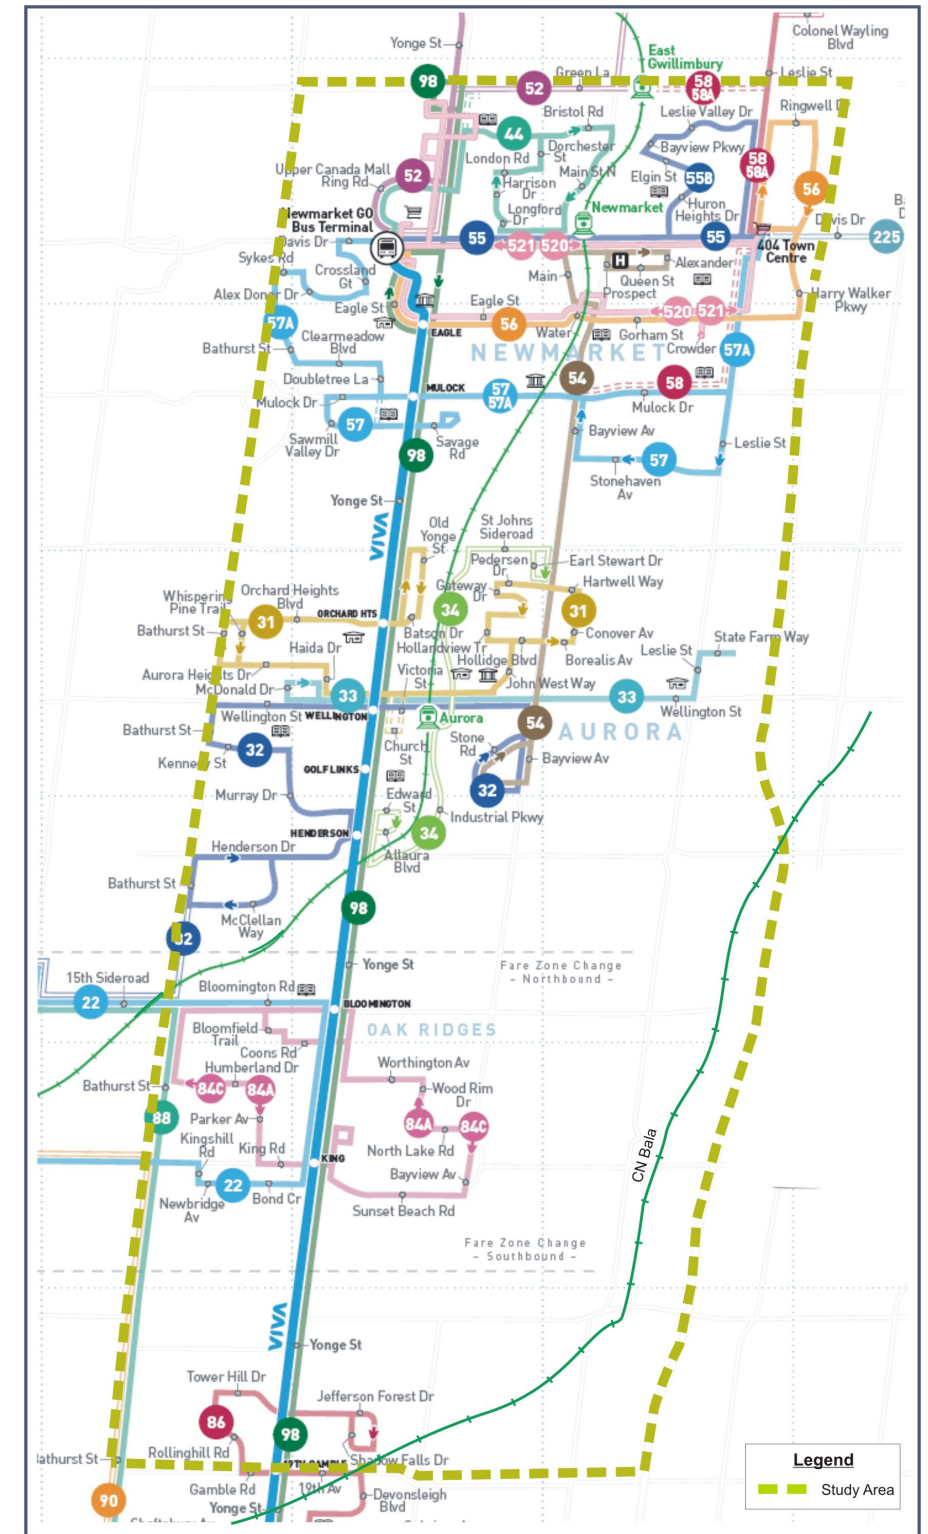 Colonel Wayling
Blvd
Yonge St
East
Gwillimbury
Green La
Leslie St
98
52
58
58A
Leslie Valley Dr
Ringwell Dr
Bristol Rd
44
Dorchester
St
Bayview Pkwy
London Rd
Main St N
Elgin St
55B
58
58A
56
Upper Canada Mall
Ring Rd
52
Harrison
Dr
Huron
Heights Dr
Longford
Dr
Newmarket
Newmarket GO
Bus Terminal
Davis Dr
55
521
520
55
Davis Dr
225
404 Town
Centre
Sykes Rd
Crossland
Gt
Main
H
Alexander
Queen St
Prospect
Alex Doner Dr
Eagle St
Eagle St
520
521
Harry Walker
Pkwy
57A
Clearmeadow
Blvd
EAGLE
56
Water
Gorham St
Crowder
57A
Bathurst St
NEWMARKET
Doubletree La
MULOCK
57
57A
54
58
Mulock Dr
Mulock Dr
57
Sawmill
Valley Dr
Savage
Rd
Bayview Av
Leslie St
98
57
Stonehaven
Av
Yonge St
VIVA
Old
Yonge
St
St Johns
Sideroad
Pedersen
Dr
Earl Stewart Dr
Gateway
Dr
Hartwell Way
Whispering
Pine Trail
Orchard Heights
Blvd
ORCHARD HTS
34
31
31
Bathurst St
Batson Dr
Hollandview Tr
Conover Av
State Farm Way
Haida Dr
Hollidge Blvd
Borealis Av
Leslie St
Aurora Heights Dr
Victoria
St
John West Way
McDonald Dr
33
33
Wellington St
WELLINGTON
Aurora
Wellington St
54
AURORA
Bathurst St
32
Kennedy St
Church
St
Stone
Rd
Bayview Av
GOLF LINKS
32
Murray Dr
Edward
St
Industrial Pkwy
HENDERSON
34
Henderson Dr
Allaura
Blvd
Bathurst St
McClellan
Way
98
32
Yonge St
Fare Zone Change
– Northbound –
15th Sideroad
Bloomington Rd
22
BLOOMINGTON
OAK RIDGES
Bloomfield
Trail
Coons Rd
Humberland Dr
Worthington Av
Bathurst St
84C
84A
Wood Rim
Dr
88
Parker Av
84A
84C
Kingshill
Rd
King Rd
North Lake Rd
KING
Bayview Av
22
Newbridge
Av
Bond Cr
Sunset Beach Rd
CN Bala
Fare Zone Change
– Southbound –
VIVA
Yonge St
Tower Hill Dr
Jefferson Forest Dr
86
98
Rollinghill Rd
Shadow Falls Dr
Bathurst St
19TH GAMBLE
Gamble Rd
19th Av
Devonsleigh
Blvd
90
Yonge St
Legend
Study Area